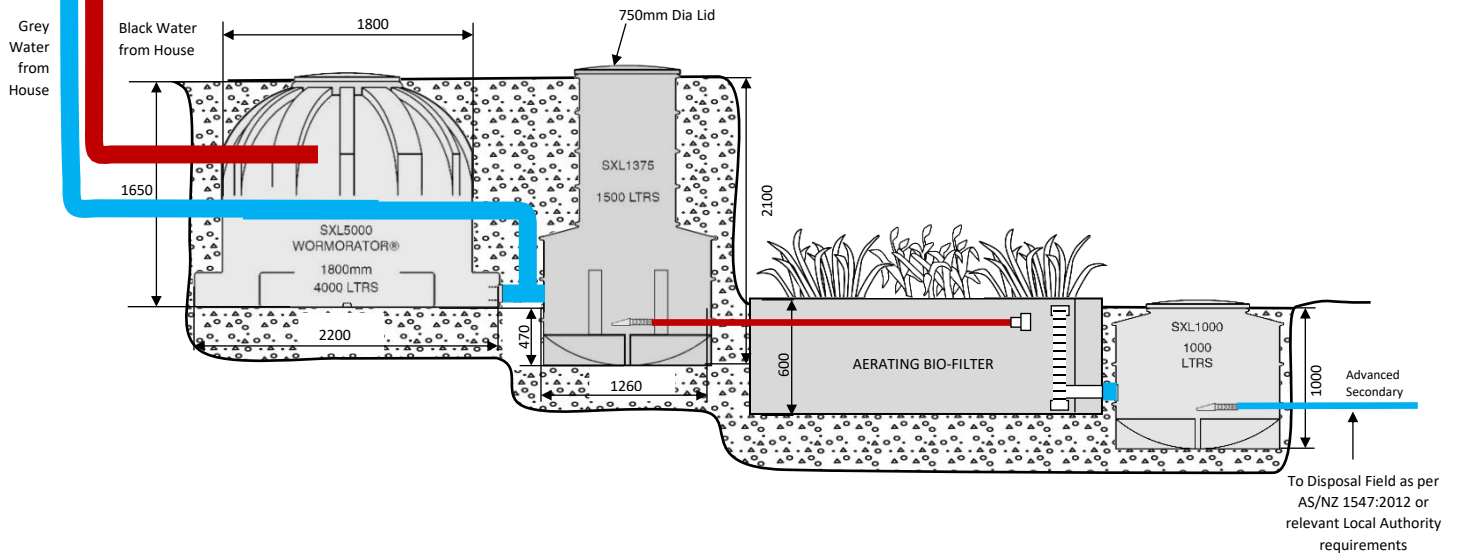 Grey
Water
from
House
Black Water
from House
1800
750mm Dia Lid
1650
SXL5000
WORMORATOR®
1800mm
4000 LTRS
2200
SXL1375
1500 LTRS
2100
470
1260
600
AERATING BIO-FILTER
SXL1000
1000
LTRS
1000
Advanced
Secondary
To Disposal Field as per
AS/NZ 1547:2012 or
relevant Local Authority
requirements